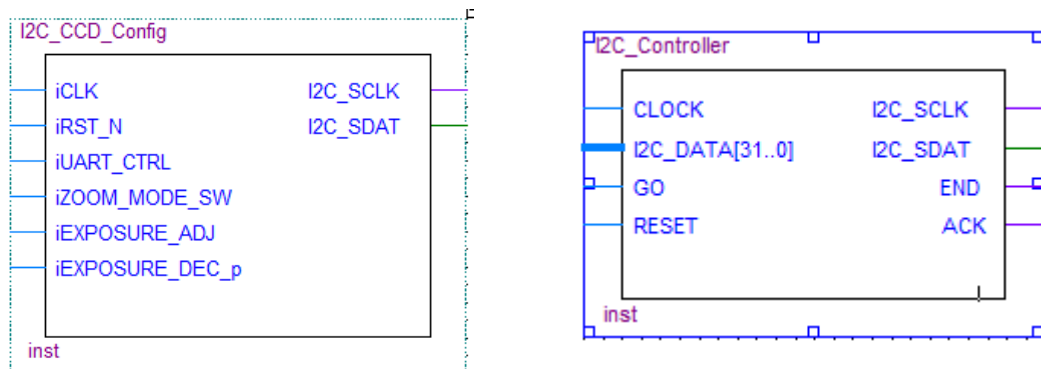 I2C_CCD_Config
iCLK I2C_SCLK
iRST_N I2C_SDAT
iUART_CTRL
iZOOM_MODE_SW
iEXPOSURE_ADJ
iEXPOSURE_DEC_p
inst
I2C_Controller
CLOCK I2C_SCLK
I2C_DATA[31..0] I2C_SDAT
GO END
RESET ACK
inst